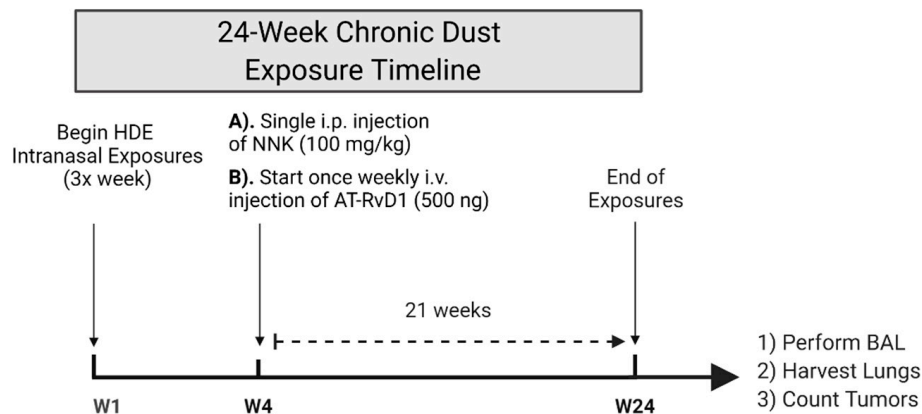 24-Week Chronic Dust
Exposure Timeline
Begin HDE
Intranasal Exposures
(3x week)
A). Single i.p. injection
of NNK (100 mg/kg)
B). Start once weekly i.v.
injection of AT-RvD1 (500 ng)
End of
Exposures
21 weeks
W1
W4
W24
1) Perform BAL
2) Harvest Lungs
3) Count Tumors